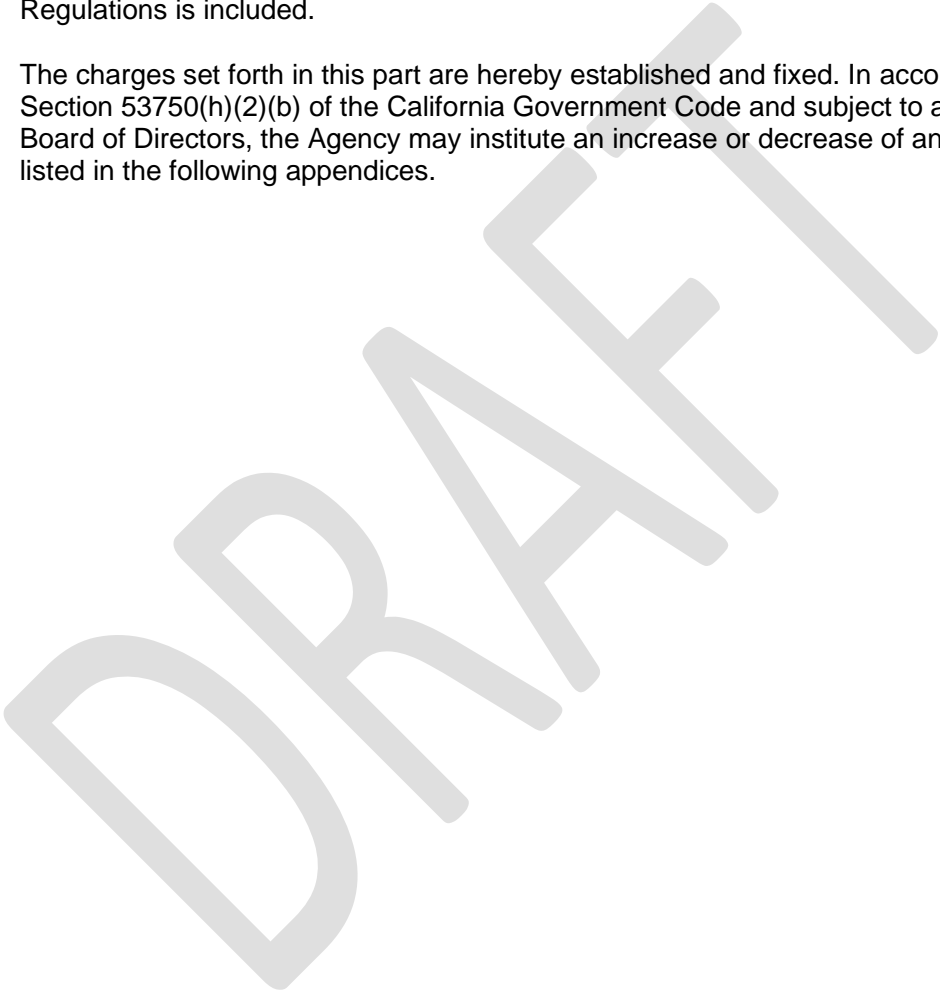 Regulations is included.
The charges set forth in this part are hereby established and fixed. In acco
Section 53750(h)(2)(b) of the California Government Code and subject to a
Board of Directors, the Agency may institute an increase or decrease of an
listed in the following appendices.
DRAFT